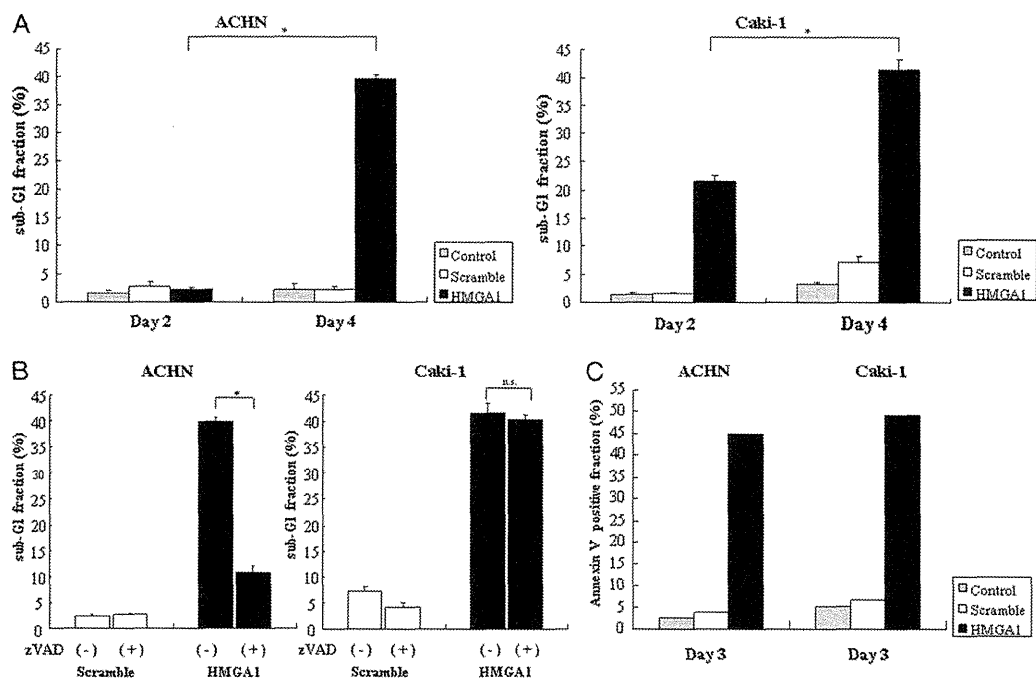 A
ACHN
*
45
40
35
30
25
20
15
10
5
0
sub-G1 fraction (%)
Day 2 Day 4
Control
Scramble
HMGA1
Caki-1
*
45
40
35
30
25
20
15
10
5
0
sub-G1 fraction (%)
Day 2 Day 4
Control
Scramble
HMGA1
B
ACHN
*
45
40
35
30
25
20
15
10
5
0
sub-G1 fraction (%)
zVAD (-) (+) (-) (+)
Scramble HMGA1
Caki-1
n.s.
45
40
35
30
25
20
15
10
5
0
sub-G1 fraction (%)
(-) (+) (-) (+)
Scramble HMGA1
C
ACHN Caki-1
55
50
45
40
35
30
25
20
15
10
5
0
Annexin V positive fraction (%)
Day 3 Day 3
Control
Scramble
HMGA1